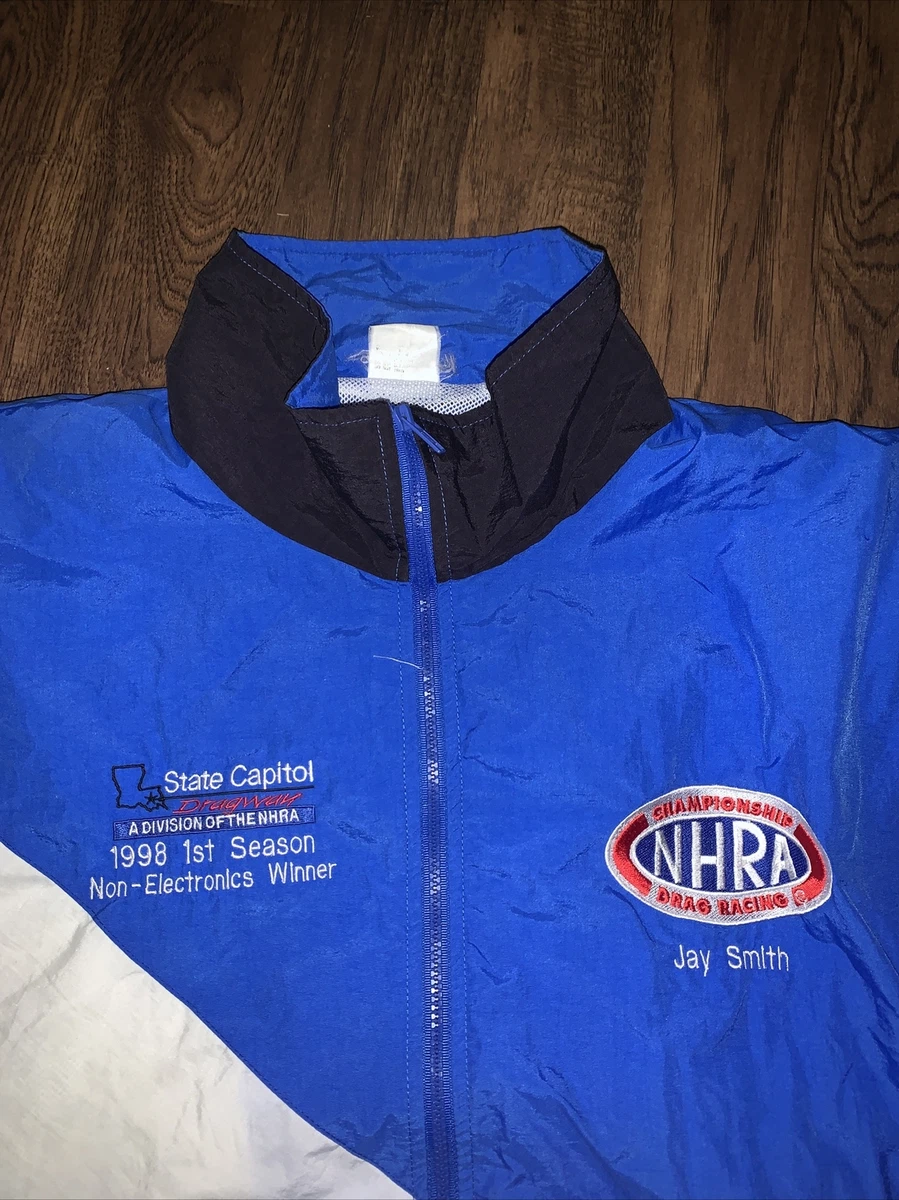 State Capitol
Dragway
A DIVISION OF THE NHRA
1998 1st Season
Non-Electronics Winner
CHAMPIONSHIP
NHRA
DRAG RACING
Jay Smith